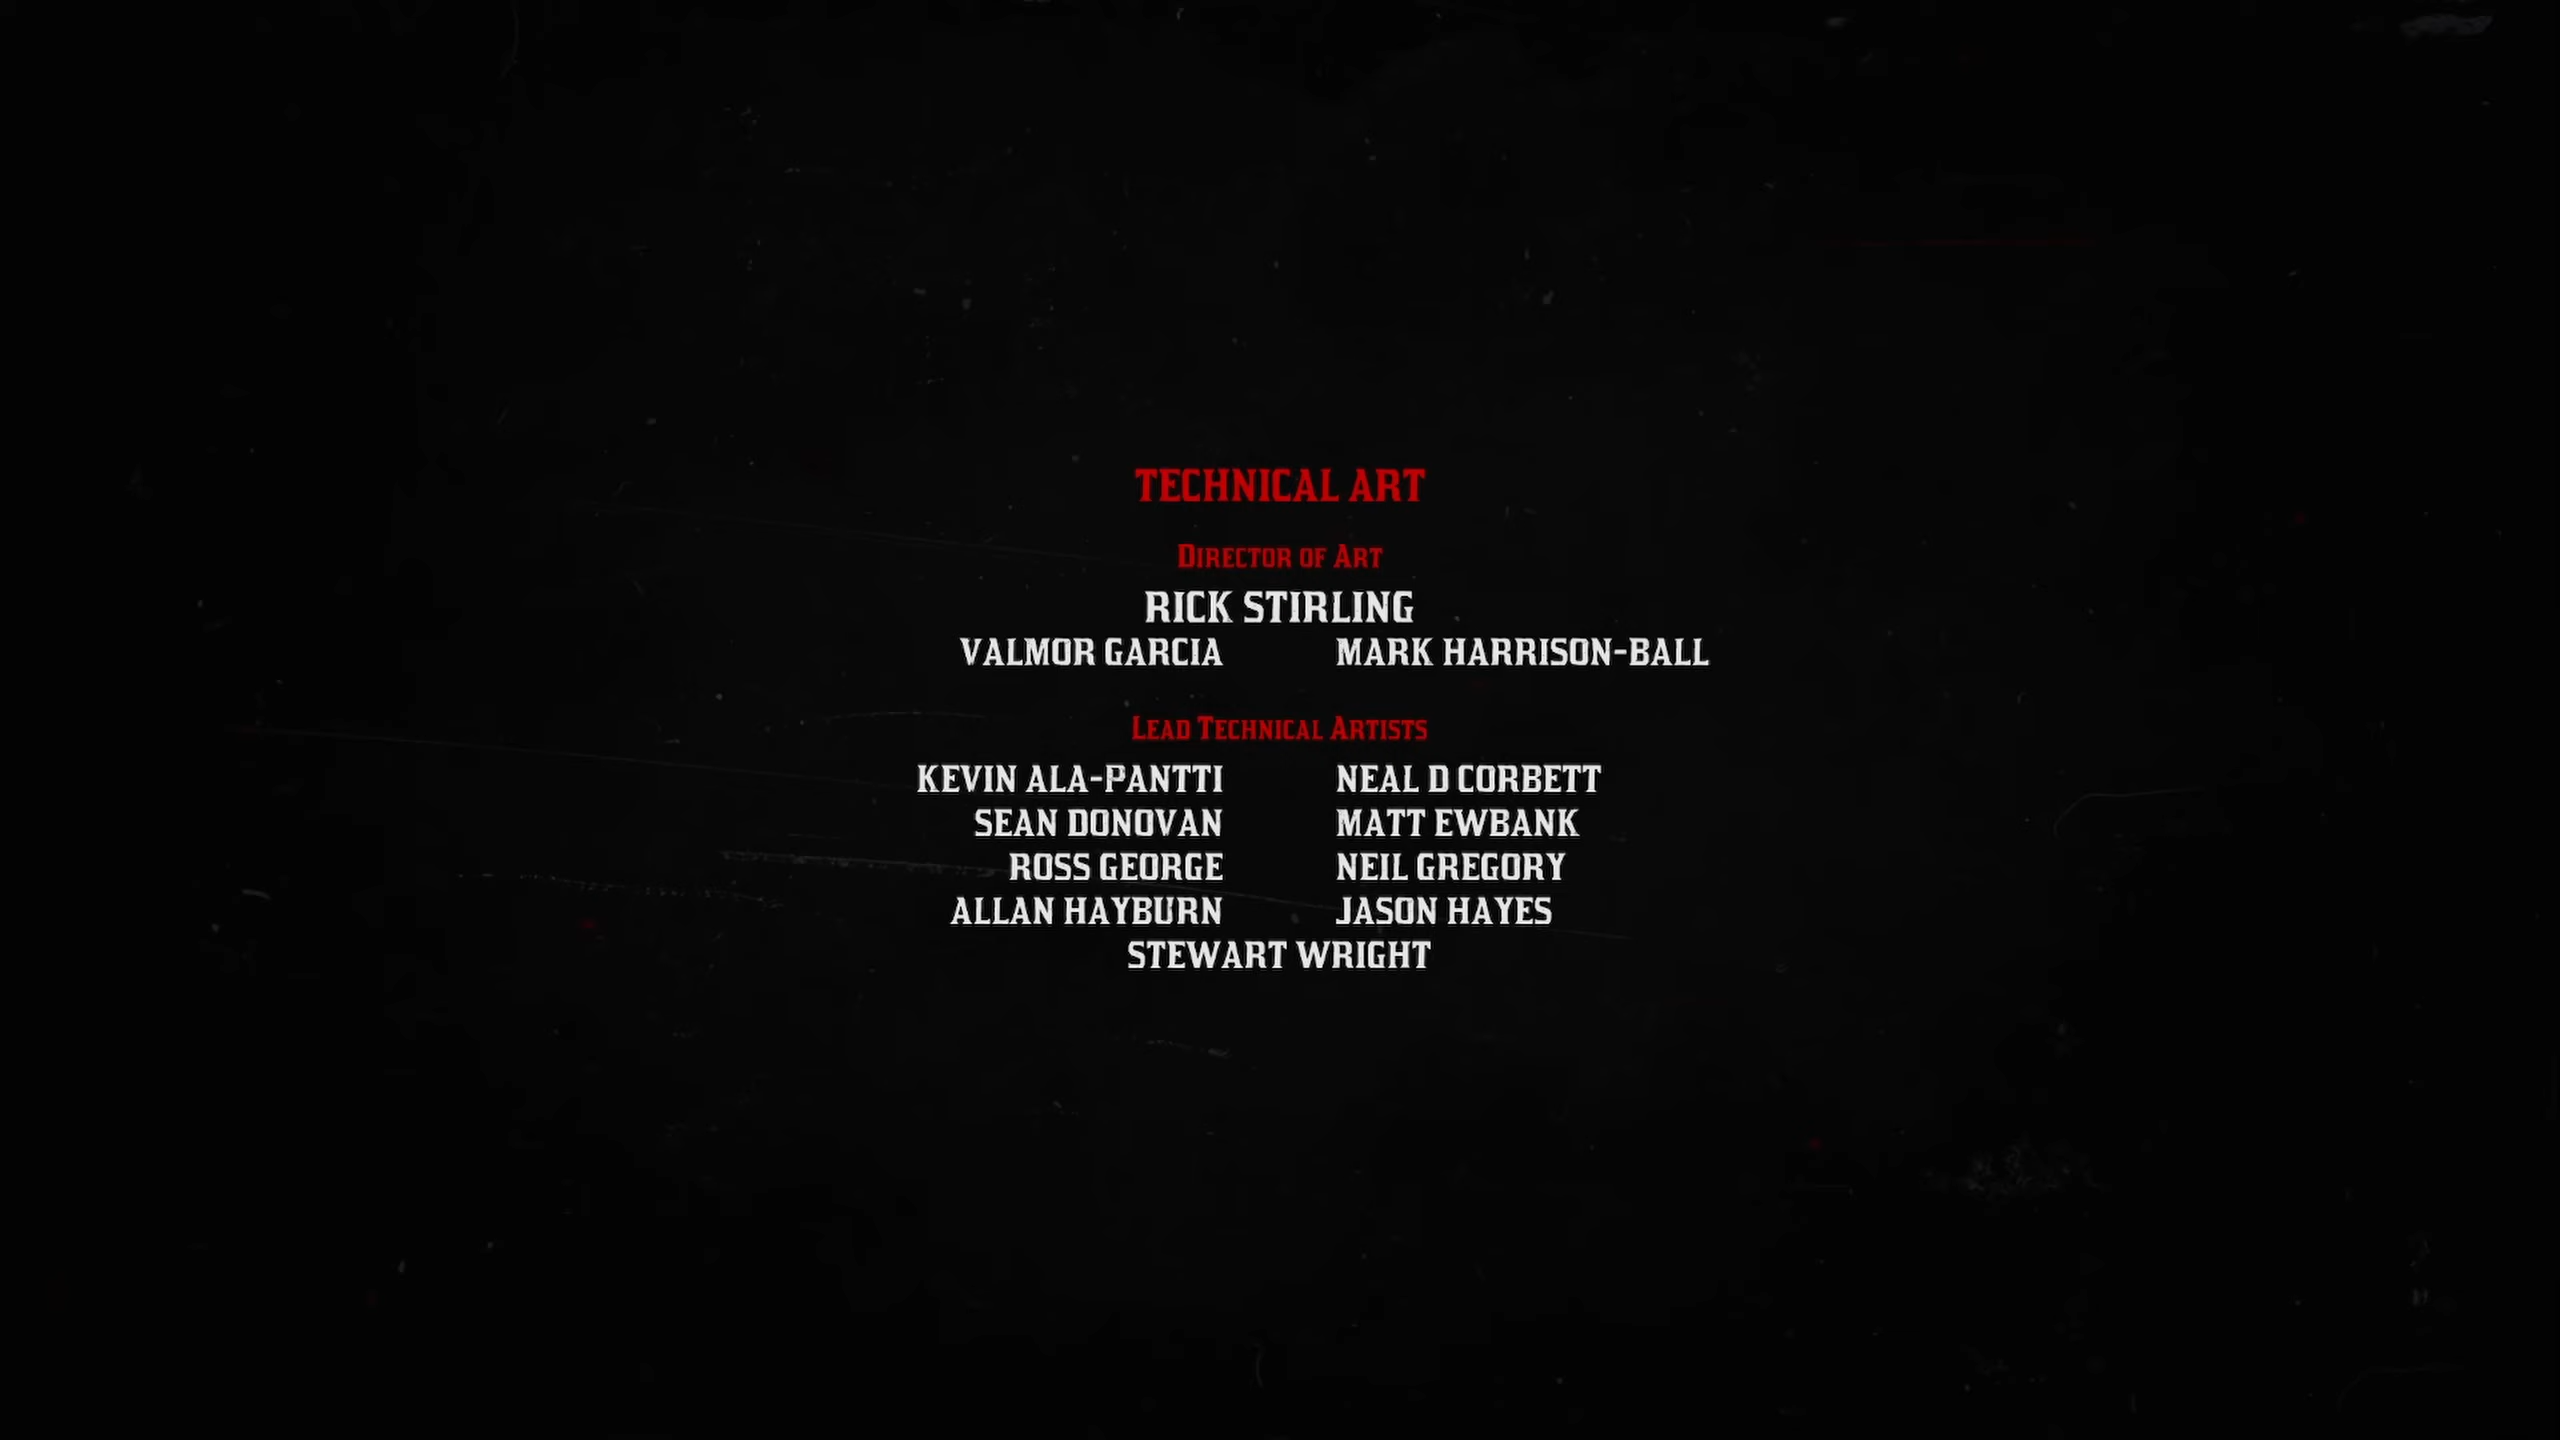 TECHNICAL ART
DIRECTOR OF ART
RICK STIRLING
VALMOR GARCIA MARK HARRISON-BALL
LEAD TECHNICAL ARTISTS
KEVIN ALA-PANTTI NEAL D CORBETT
SEAN DONOVAN MATT EWBANK
ROSS GEORGE NEIL GREGORY
ALLAN HAYBURN JASON HAYES
STEWART WRIGHT